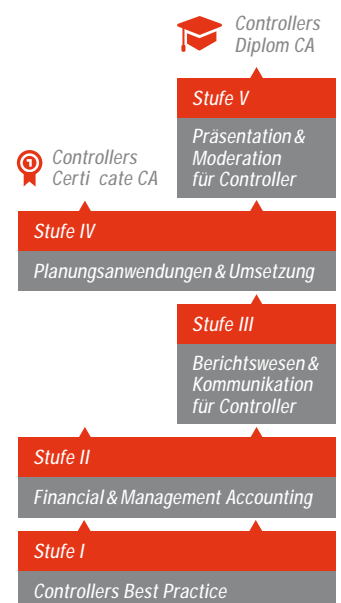 Controllers
Diplom CA
Stufe V
Präsentation &
Moderation
für Controller
Controllers
Certi cate CA
Stufe IV
Planungsanwendungen & Umsetzung
Stufe III
Berichtswesen &
Kommunikation
für Controller
Stufe II
Financial & Management Accounting
Stufe I
Controllers Best Practice